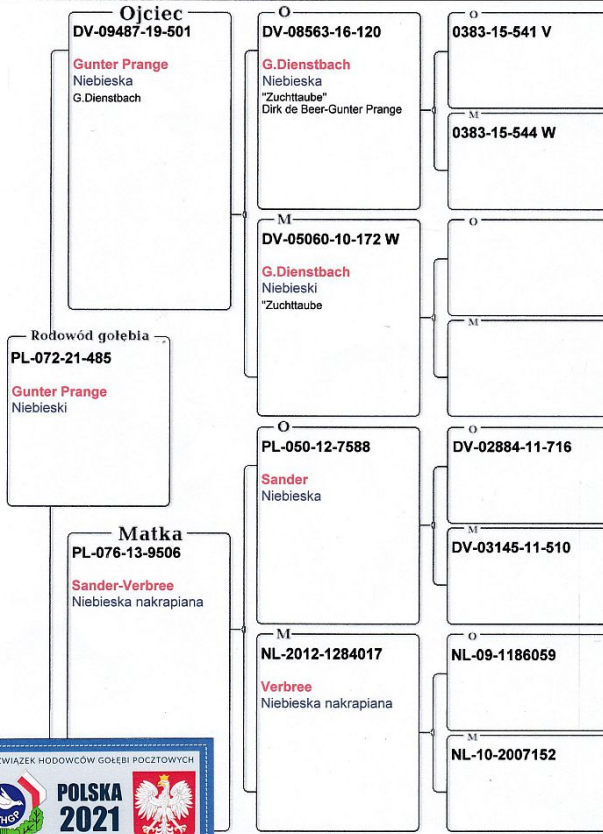 Ojciec
DV-09487-19-501
Gunter Prange
Niebieska
G.Dienstbach
O
DV-08563-16-120
G.Dienstbach
Niebieska
"Zuchttaube"
Dirk de Beer-Gunter Prange
O
0383-15-541 V
M
0383-15-544 W
M
DV-05060-10-172 W
G.Dienstbach
Niebieski
"Zuchttaube
O
M
Rodowód gołębia
PL-072-21-485
Gunter Prange
Niebieski
O
PL-050-12-7588
Sander
Niebieska
O
DV-02884-11-716
M
DV-03145-11-510
Matka
PL-076-13-9506
Sander-Verbree
Niebieska nakrapiana
M
NL-2012-1284017
Verbree
Niebieska nakrapiana
O
NL-09-1186059
M
NL-10-2007152
ZWIĄZEK HODOWCÓW GOŁĘBI POCZTOWYCH
POLSKA
2021